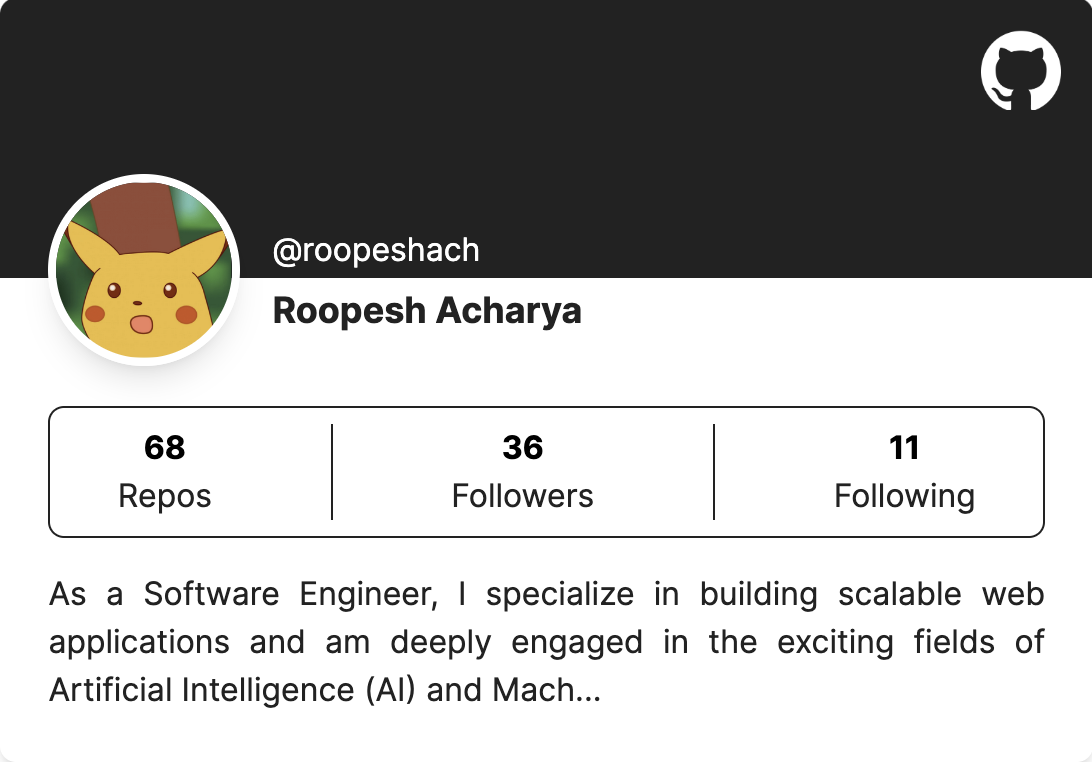 @roopeshach
Roopesh Acharya
68 36 11
Repos Followers Following
As a Software Engineer, I specialize in building scalable web
applications and am deeply engaged in the exciting fields of
Artificial Intelligence (AI) and Mach...